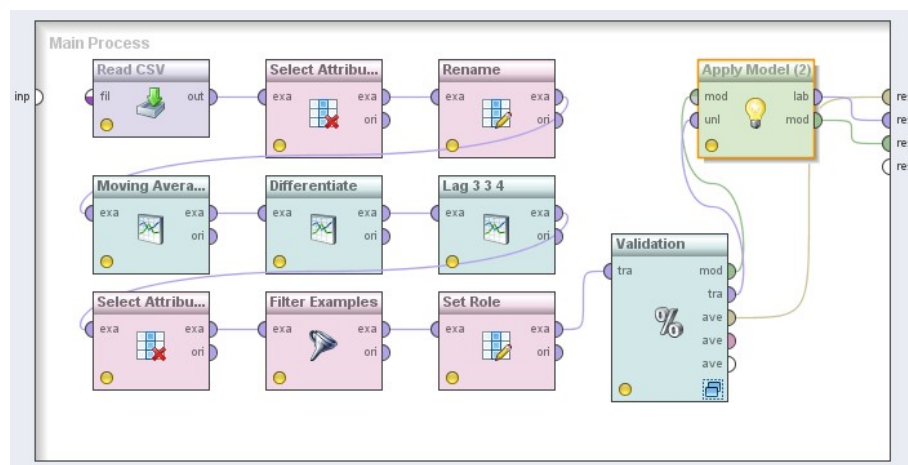 Main Process
Read CSV
Select Attribu...
Rename
Apply Model (2)
inp
fil
out
exa
exa
exa
exa
mod
lab
re
ori
ori
unl
mod
re
re
re
Moving Avera...
Differentiate
Lag 3 3 4
exa
exa
exa
exa
exa
exa
ori
ori
ori
Validation
tra
mod
tra
ave
ave
ave
Select Attribu...
Filter Examples
Set Role
exa
exa
exa
exa
exa
exa
ori
ori
ori
%